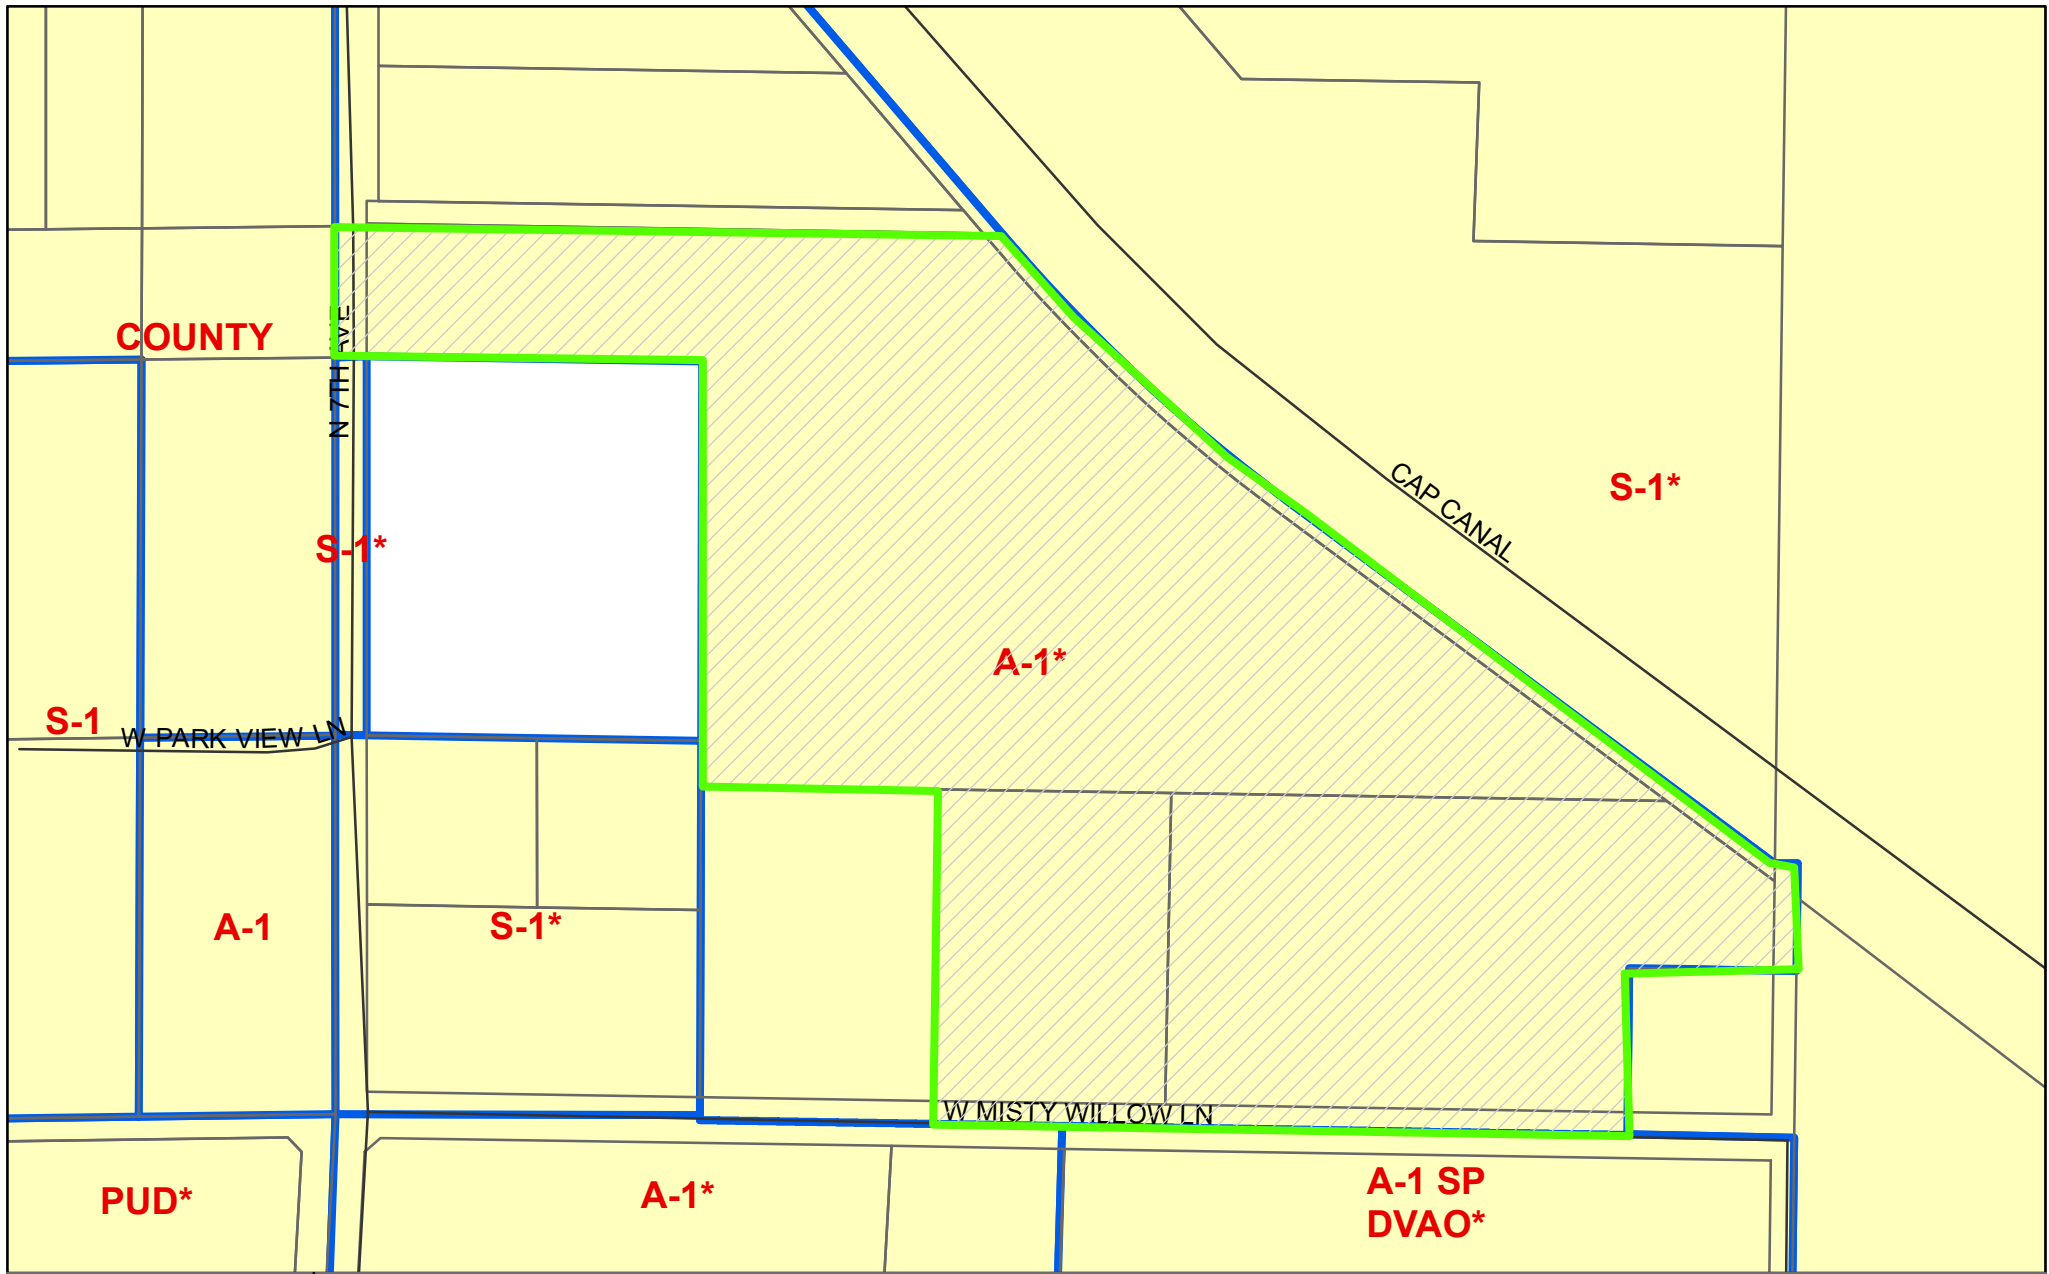 COUNTY
N 7TH AVE
CAP CANAL
S-1*
S-1*
A-1*
S-1
W PARK VIEW LN
A-1
S-1*
W MISTY WILLOW LN
PUD*
A-1*
A-1 SP
DVAO*